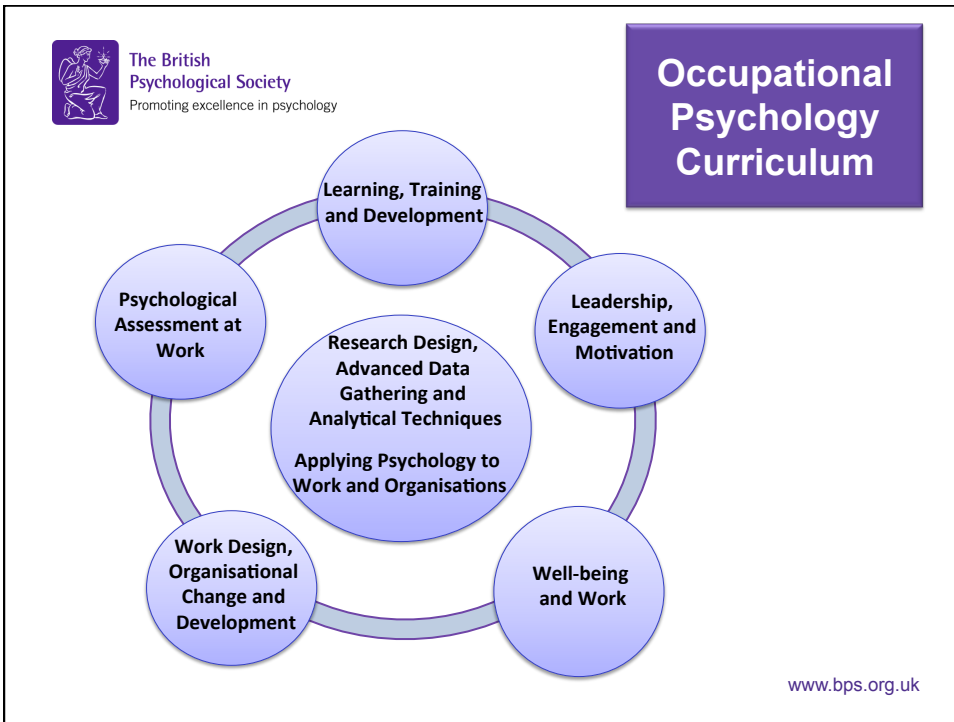 The British
Psychological Society
Promoting excellence in psychology
Occupational
Psychology
Curriculum
Learning, Training
and Development
Psychological
Assessment at
Work
Leadership,
Engagement and
Motivation
Research Design,
Advanced Data
Gathering and
Analytical Techniques
Applying Psychology to
Work and Organisations
Work Design,
Organisational
Change and
Development
Well-being
and Work
www.bps.org.uk